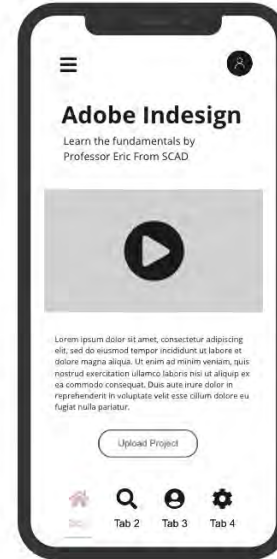 Adobe Indesign
Learn the fundamentals by
Professor Eric From SCAD
Lorem ipsum dolor sit amet, consectetur adipiscing
elit, sed do eiusmod tempor incididunt ut labore et
dolore magna aliqua. Ut enim ad minim veniam, quis
nostrud exercitation ullamco laboris nisi ut aliquip ex
ea commodo consequat. Duis aute irure dolor in
reprehenderit in voluptate velit esse cillum dolore eu
fugiat nulla pariatur.
Upload Project
Tab 2 Tab 3 Tab 4